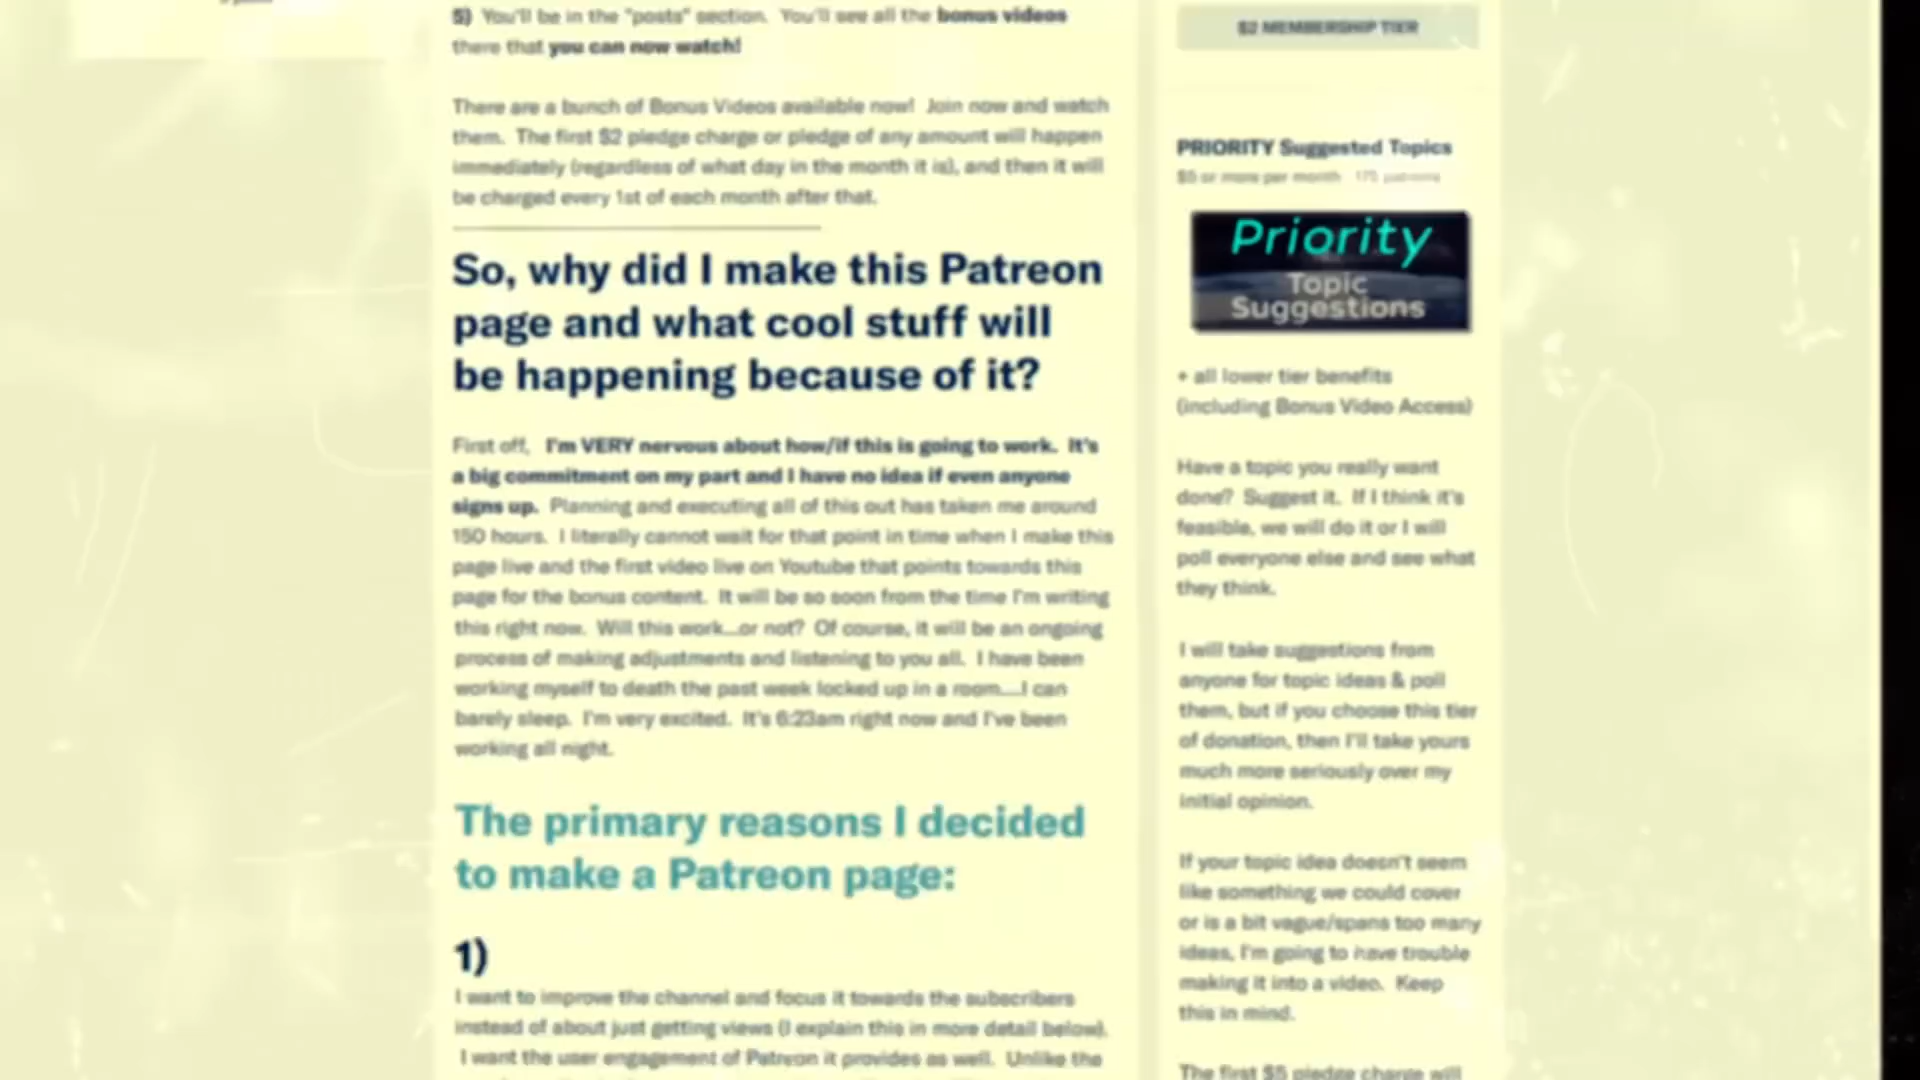 5) You'll be in the "posts" section. You'll see all the bonus videos
there that you can now watch!
There are a bunch of Bonus Videos available now! Join now and watch
them. The first $2 pledge charge or pledge of any amount will happen
immediately (regardless of what day in the month it is), and then it will
be charged every 1st of each month after that.
So, why did I make this Patreon
page and what cool stuff will
be happening because of it?
First off, I'm VERY nervous about how/if this is going to work. It's
a big commitment on my part and I have no idea if even anyone
signs up. Planning and executing all of this out has taken me around
150 hours. I literally cannot wait for that point in time when I make this
page live and the first video live on Youtube that points towards this
page for the bonus content. It will be so soon from the time I'm writing
this right now. Will this work...or not? Of course, it will be an ongoing
process of making adjustments and listening to you all. I have been
working myself to death the past week locked up in a room....I can
barely sleep. I'm very excited. It's 6:23am right now and I've been
working all night.
The primary reasons I decided
to make a Patreon page:
1)
I want to improve the channel and focus it towards the subscribers
instead of about just getting views (I explain this in more detail below).
I want the user engagement of Patreon it provides as well. Unlike the
$2 MEMBERSHIP TIER
PRIORITY Suggested Topics
$5 or more per month · 175 patrons
Priority
Topic
Suggestions
+ all lower tier benefits
(including Bonus Video Access)
Have a topic you really want
done? Suggest it. If I think it's
feasible, we will do it or I will
poll everyone else and see what
they think.
I will take suggestions from
anyone for topic ideas & poll
them, but if you choose this tier
of donation, then I'll take yours
much more seriously over my
initial opinion.
If your topic idea doesn't seem
like something we could cover
or is a bit vague/spans too many
ideas, I'm going to have trouble
making it into a video. Keep
this in mind.
The first $5 pledge charge will